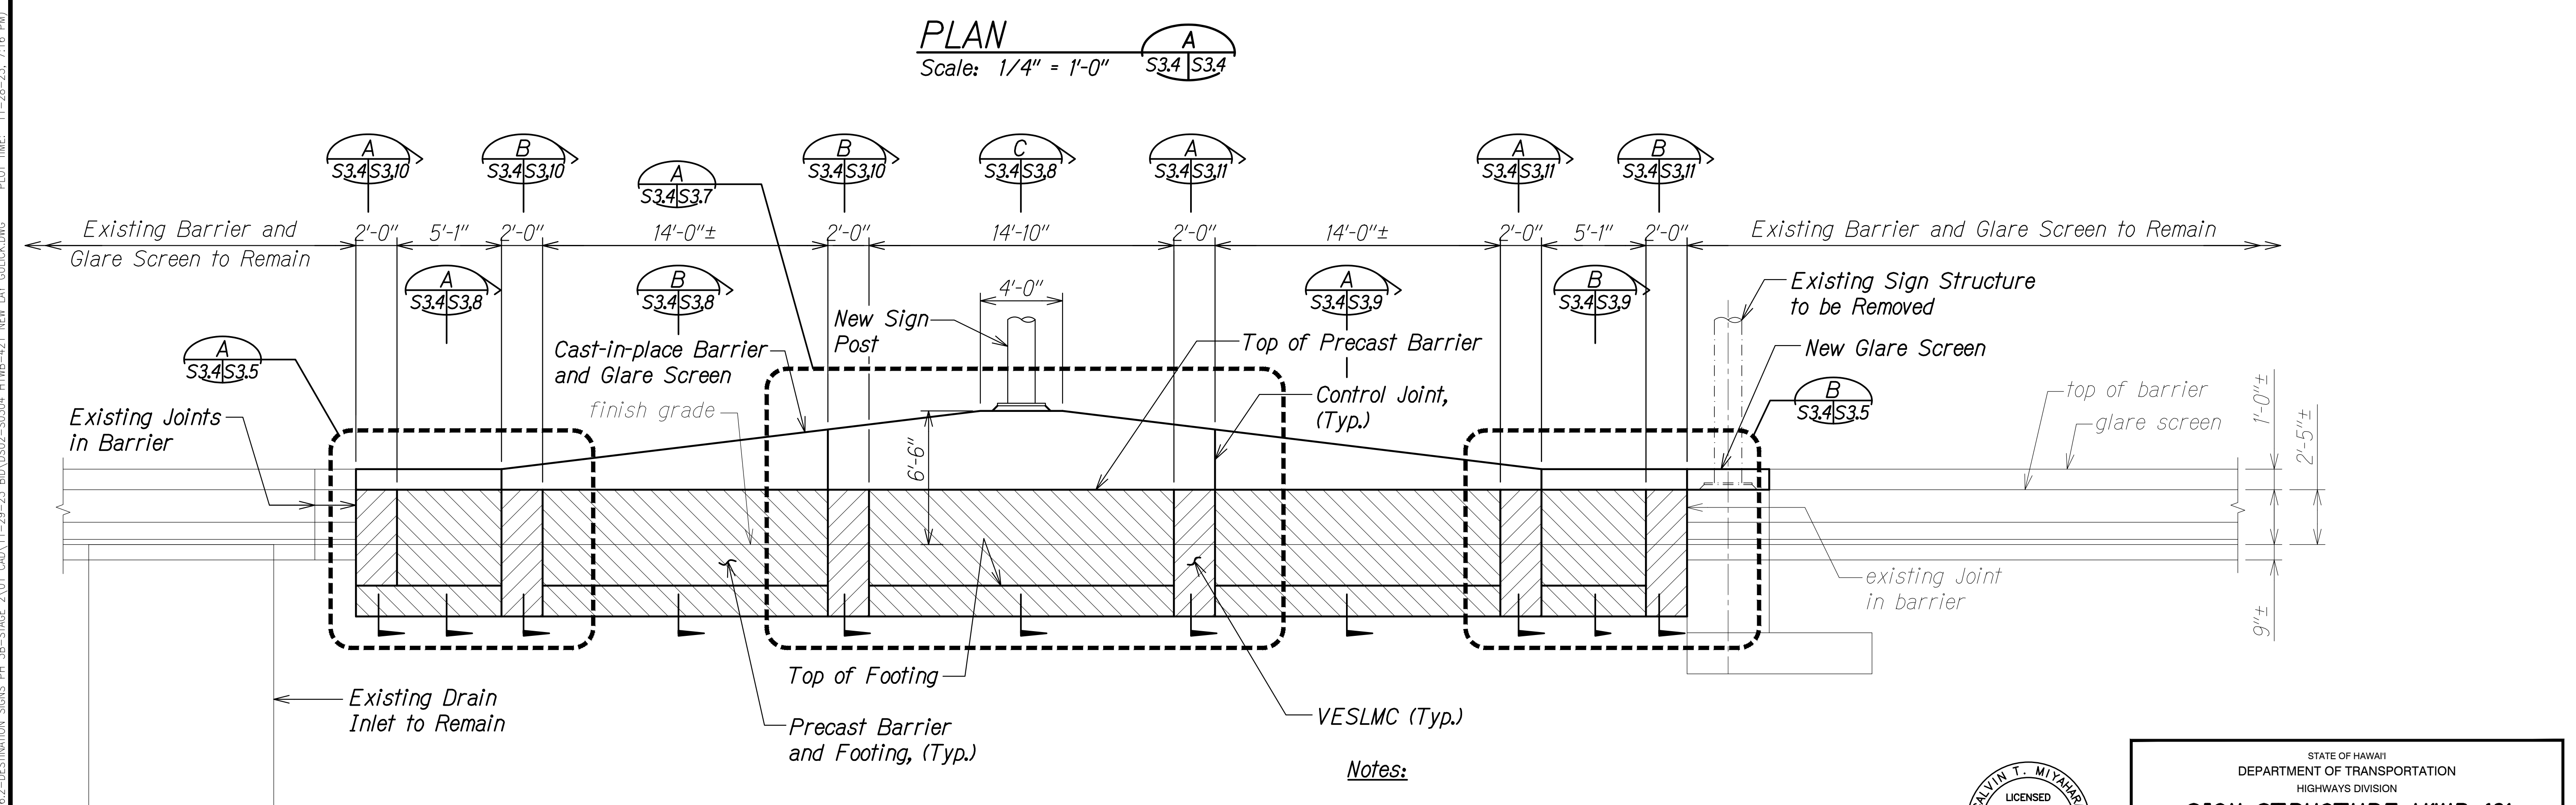 PLAN
Scale: 1/4" = 1'-0"
A
S3.4 S3.4
A
S3.4 S3.10
B
S3.4 S3.10
A
S3.4 S3.7
B
S3.4 S3.10
C
S3.4 S3.8
A
S3.4 S3.11
A
S3.4 S3.11
B
S3.4 S3.11
Existing Barrier and
Glare Screen to Remain
2'-0"
5'-1"
2'-0"
14'-0"±
2'-0"
14'-10"
2'-0"
14'-0"±
2'-0"
5'-1"
2'-0"
Existing Barrier and Glare Screen to Remain
A
S3.4 S3.8
B
S3.4 S3.8
4'-0"
A
S3.4 S3.9
B
S3.4 S3.9
Existing Sign Structure
to be Removed
A
S3.4 S3.5
Cast-in-place Barrier
and Glare Screen
New Sign
Post
Top of Precast Barrier
New Glare Screen
B
S3.4 S3.5
Existing Joints
in Barrier
finish grade
6'-6"
Control Joint,
(Typ.)
top of barrier
glare screen
1'-0"±
2'-5"±
9"±
existing Joint
in barrier
Existing Drain
Inlet to Remain
Top of Footing
Precast Barrier
and Footing, (Typ.)
VESLMC (Typ.)
Notes:
LICENSED
STATE OF HAWAI'I
DEPARTMENT OF TRANSPORTATION
HIGHWAYS DIVISION